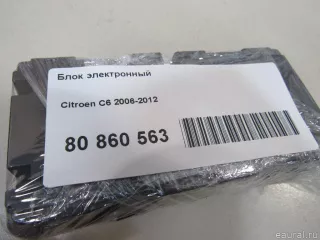 Блок электронный
Citroen C6 2006-2012
80 860 563
eaural.ru